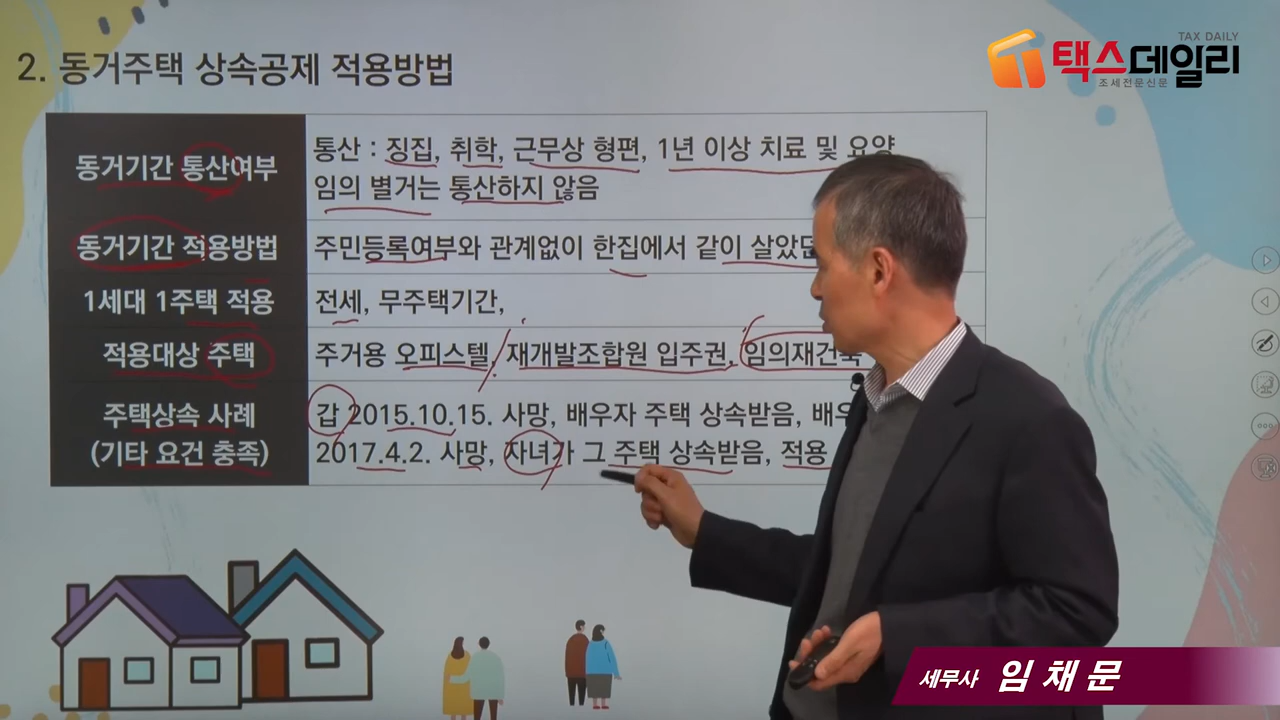 TAX DAILY
택스데일리
조세전문신문
2. 동거주택 상속공제 적용방법
동거기간 통산여부
통산 : 징집, 취학, 근무상 형편, 1년 이상 치료 및 요양
임의 별거는 통산하지 않음
동거기간 적용방법
주민등록여부와 관계없이 한집에서 같이 살았던
1세대 1주택 적용
전세, 무주택기간,
적용대상 주택
주거용 오피스텔, 재개발조합원 입주권, 임의재건축
주택상속 사례
(기타 요건 충족)
갑 2015.10.15. 사망, 배우자 주택 상속받음, 배우
2017.4.2. 사망, 자녀가 그 주택 상속받음, 적용
세무사 임채문